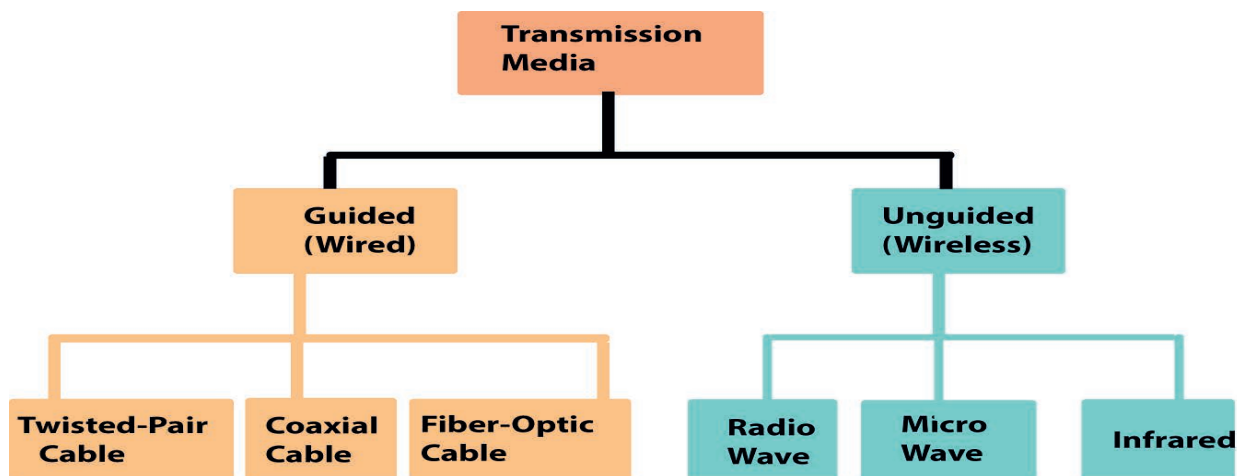 Transmission
Media
Guided
(Wired)
Unguided
(Wireless)
Twisted-Pair
Cable
Coaxial
Cable
Fiber-Optic
Cable
Radio
Wave
Micro
Wave
Infrared